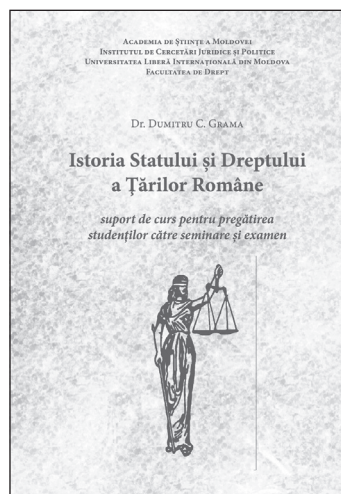 Academia de Științe a Moldovei
Institutul de Cercetări Juridice și Politice
Universitatea Liberă Internațională din Moldova
Facultatea de Drept
Dr. Dumitru C. Grama
Istoria Statului și Dreptului
a Țărilor Române
suport de curs pentru pregătirea
studenților către seminare și examen